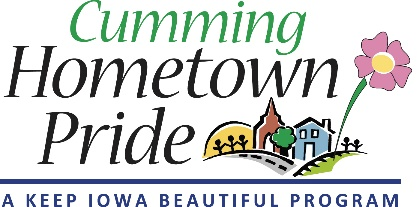 Cumming
Hometown
Pride
A KEEP IOWA BEAUTIFUL PROGRAM